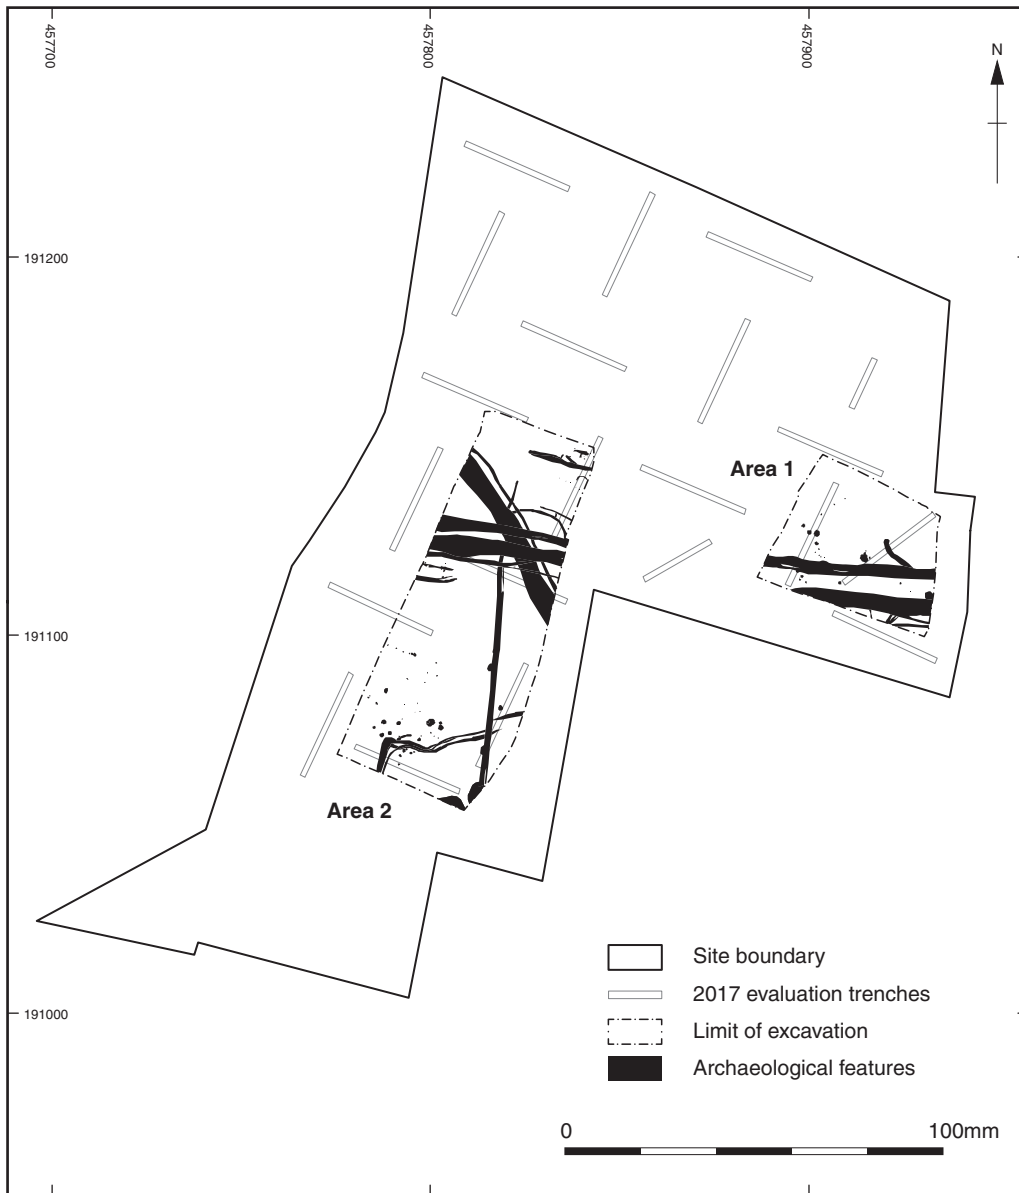 457700
457800
457900
N
191200
Area 1
191100
Area 2
Site boundary
2017 evaluation trenches
191000
Limit of excavation
Archaeological features
0 100mm